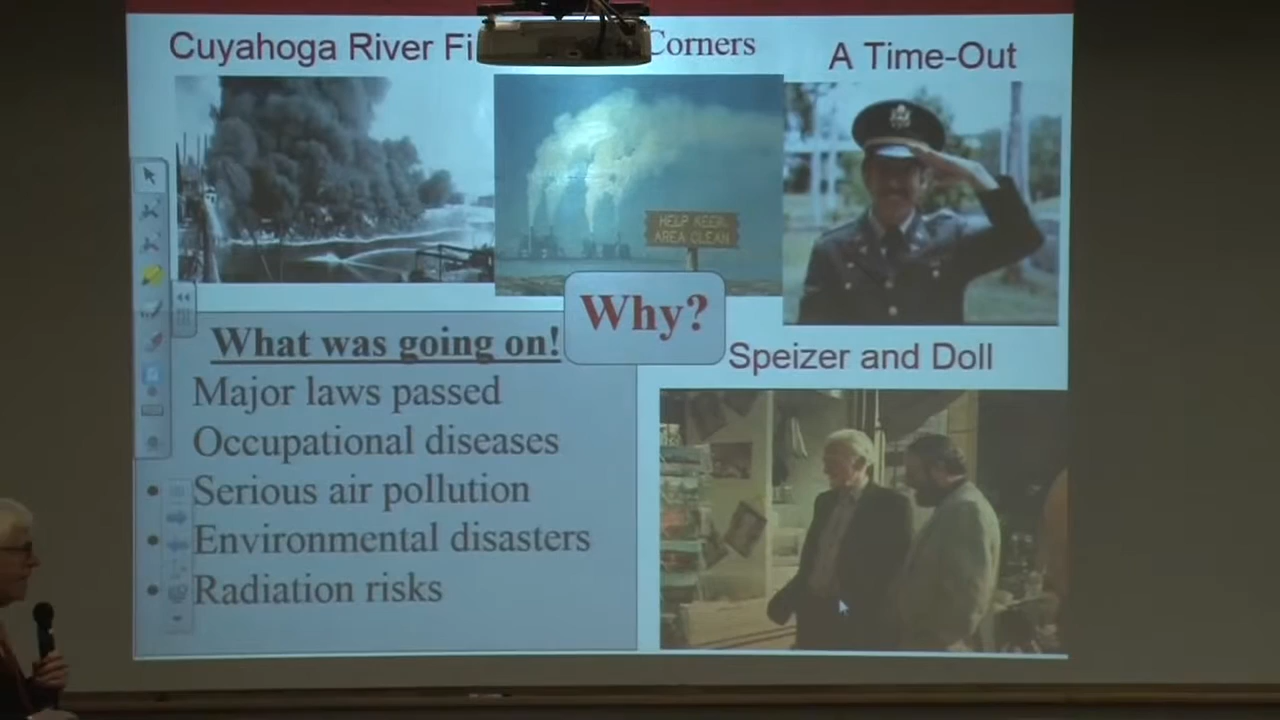 Cuyahoga River Fi
Corners
A Time-Out
HELP KEEP
AREA CLEAN
Why?
What was going on!
Speizer and Doll
Major laws passed
Occupational diseases
• Serious air pollution
• Environmental disasters
• Radiation risks